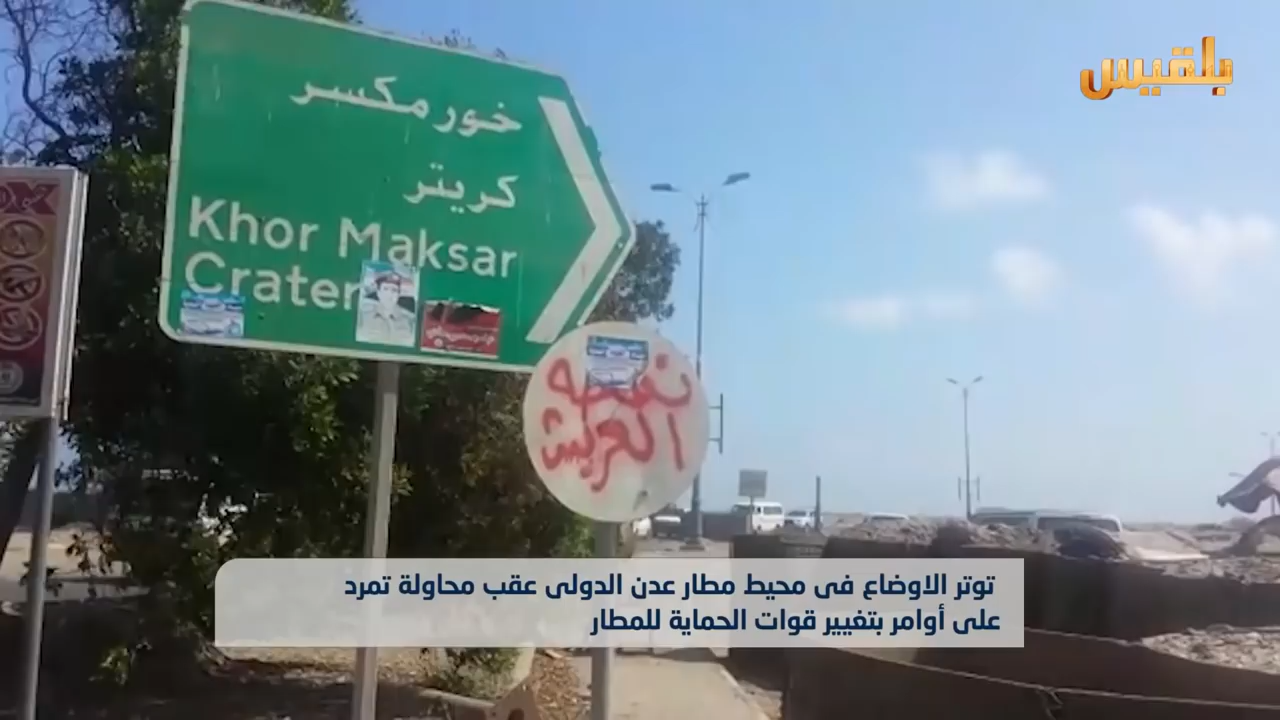 بلقيس
خور مكسر
كريتر
Khor Maksar
Crater
نقطة
العريش
توتر الاوضاع فى محيط مطار عدن الدولى عقب محاولة تمرد
على أوامر بتغيير قوات الحماية للمطار